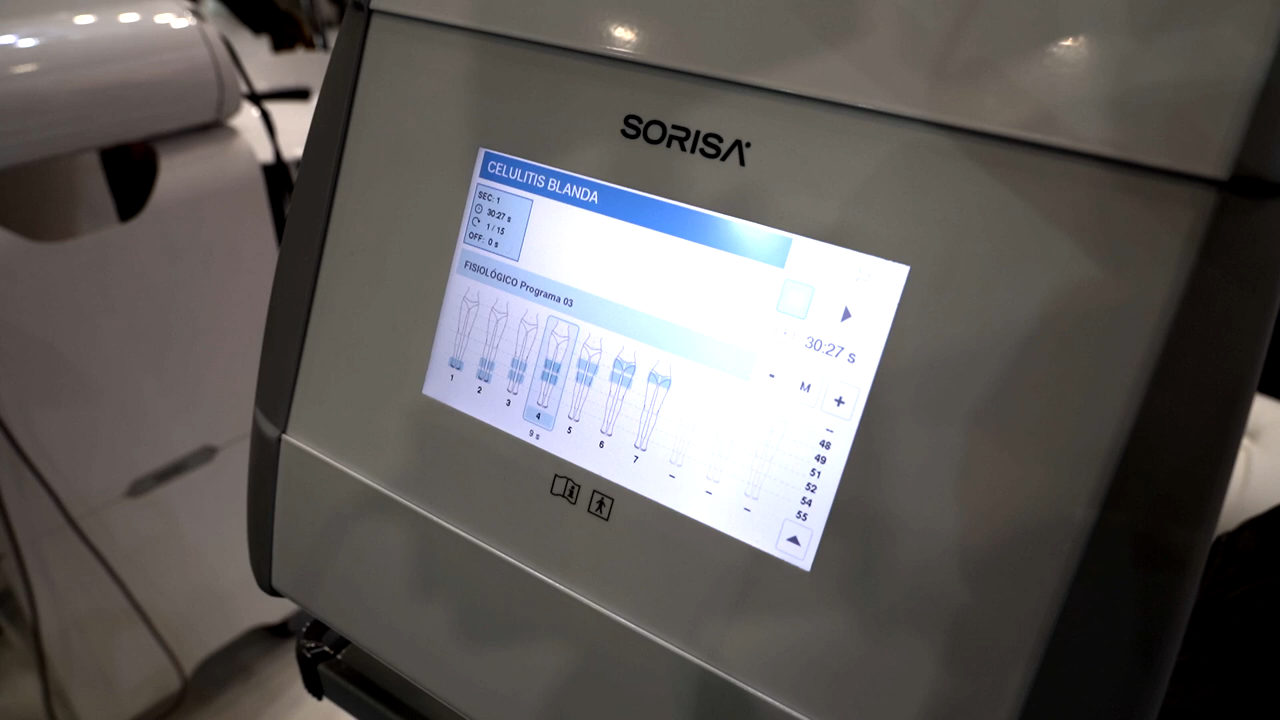 SORISA
CELULITIS BLANDA
SEC: 1
30:27 s
1 / 15
OFF: 0 s
FISIOLÓGICO Programa 03
30:27 s
- M +
1 2 3 4 5 6 7 - - -
9 s
-
48
49
51
52
54
55